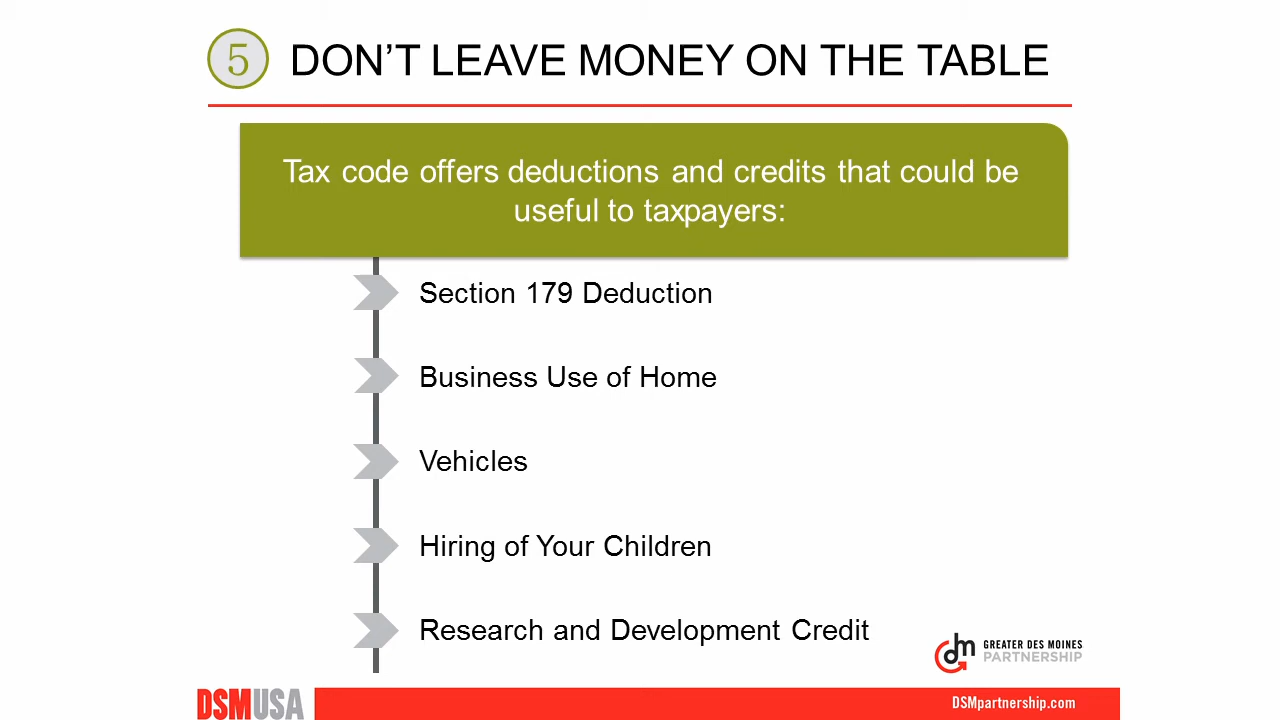 5 DON’T LEAVE MONEY ON THE TABLE
Tax code offers deductions and credits that could be
useful to taxpayers:
Section 179 Deduction
Business Use of Home
Vehicles
Hiring of Your Children
Research and Development Credit
dm
GREATER DES MOINES
PARTNERSHIP
DSMUSA
DSMpartnership.com